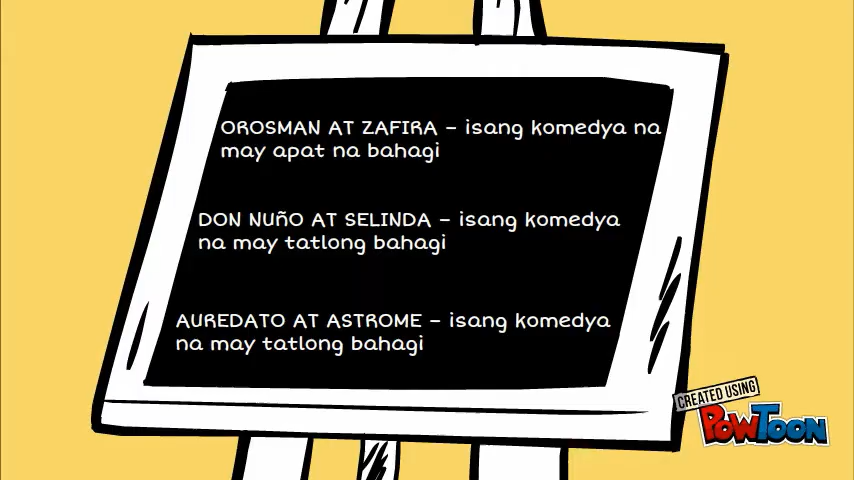 OROSMAN AT ZAFIRA – isang komedya na
may apat na bahagi
DON NUñO AT SELINDA – isang komedya
na may tatlong bahagi
AUREDATO AT ASTROME – isang komedya
na may tatlong bahagi
CREATED USING
POWTOON